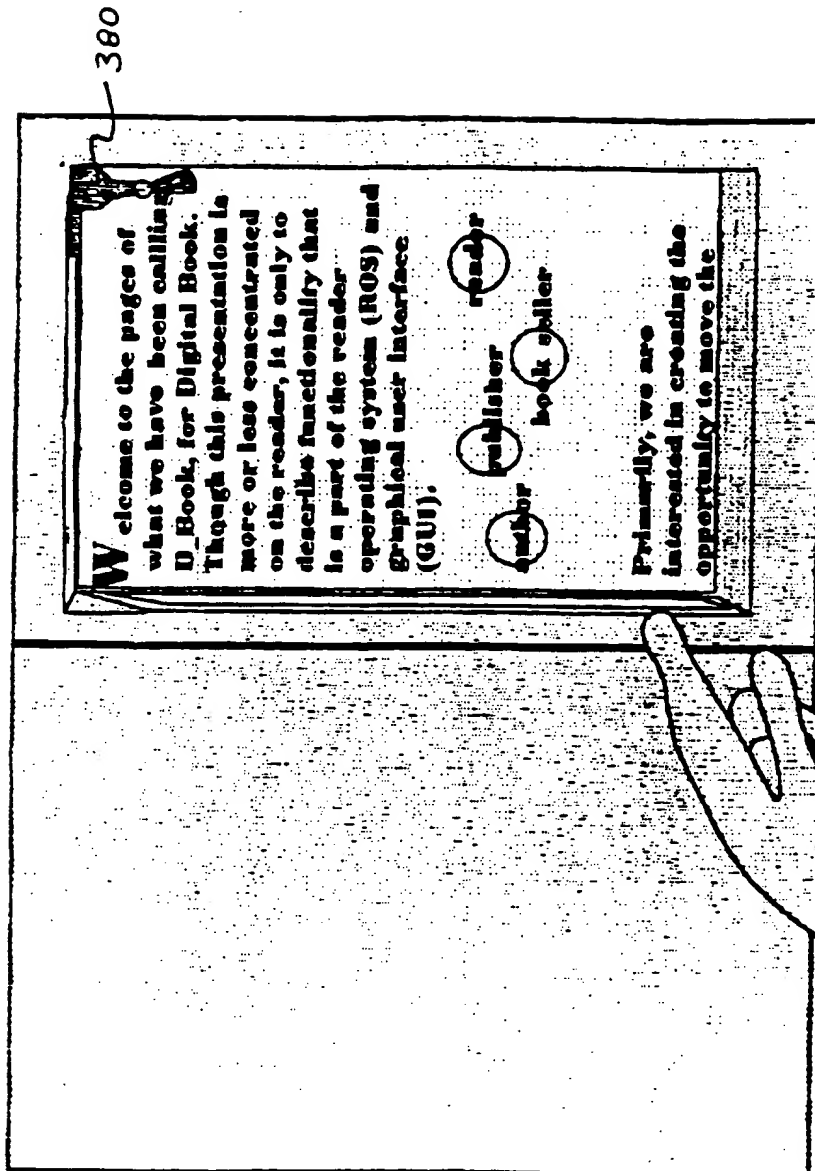 380
Welcome to the pages of
what we have been callling
D_Book, for Digital Book.
Though this presentation is
more or less concentrated
on the reader, it is only to
describe functionality that
is a part of the reader
operating system (ROS) and
graphical user interface
(GUI).
author publisher reader
book seller
Primarily, we are
interested in creating the
opportunity to move the